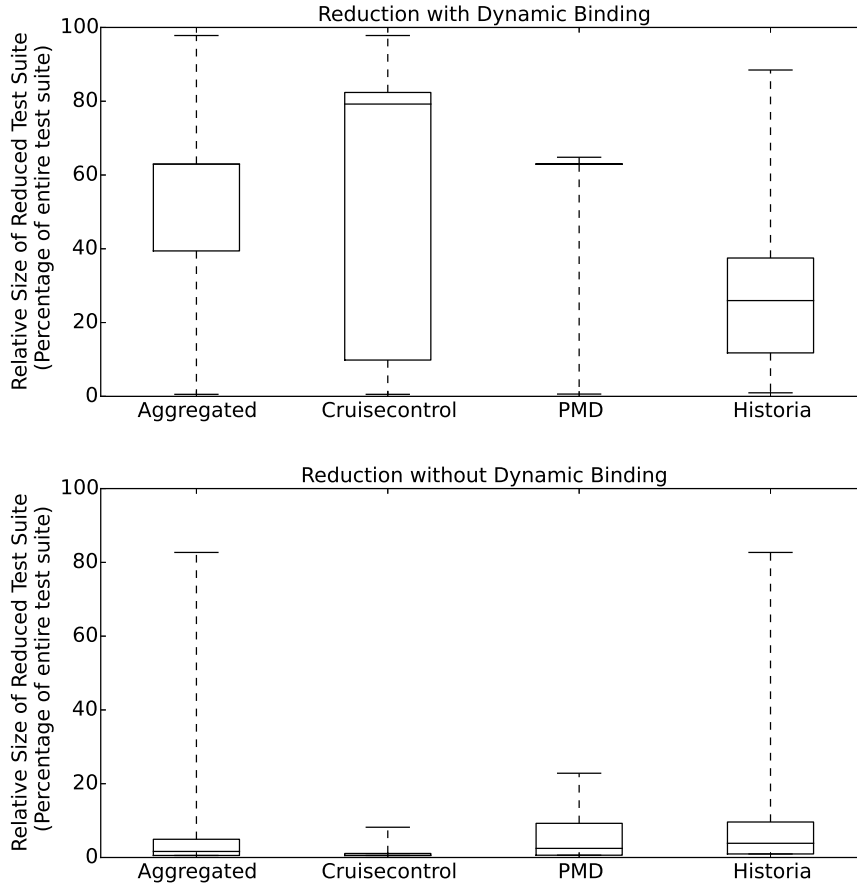 Reduction with Dynamic Binding
Relative Size of Reduced Test Suite
(Percentage of entire test suite)
100
80
60
40
20
0
Aggregated
Cruisecontrol
PMD
Historia
Reduction without Dynamic Binding
Relative Size of Reduced Test Suite
(Percentage of entire test suite)
100
80
60
40
20
0
Aggregated
Cruisecontrol
PMD
Historia